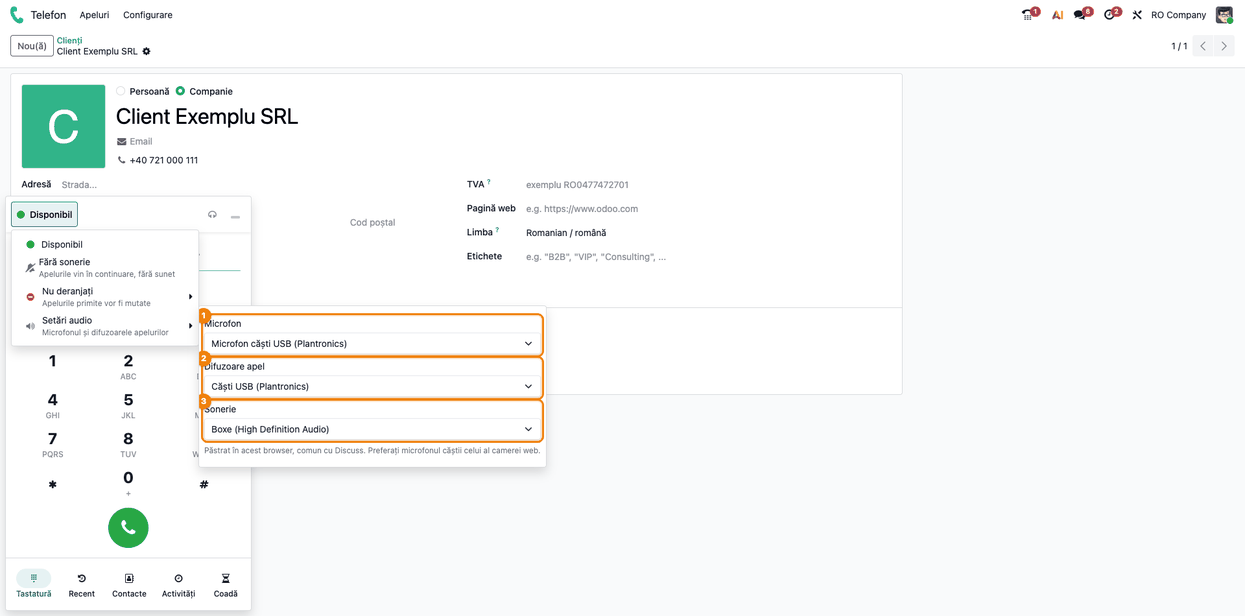 Telefon Apeluri Configurare
1 AI 6 2 RO Company
Nou(ă) Clienți
Client Exemplu SRL
1 / 1
C
Persoană Companie
Client Exemplu SRL
Email
+40 721 000 111
Adresă Strada...
Cod poștal
TVA ? exemplu RO0477472701
Pagină web e.g. https://www.odoo.com
Limba ? Romanian / română
Etichete e.g. "B2B", "VIP", "Consulting", ...
Disponibil
Disponibil
Fără sonerie
Apelurile vin în continuare, fără sunet
Nu deranjați
Apelurile primite vor fi mutate
Setări audio
Microfonul și difuzoarele apelurilor
1
Microfon
Microfon căști USB (Plantronics)
2
Difuzoare apel
Căști USB (Plantronics)
3
Sonerie
Boxe (High Definition Audio)
Păstrat în acest browser, comun cu Discuss. Preferați microfonul căștii celui al camerei web.
1 2
ABC
4 5
GHI JKL
7 8
PQRS TUV
* 0 #
+
Tastatură Recent Contacte Activități Coadă